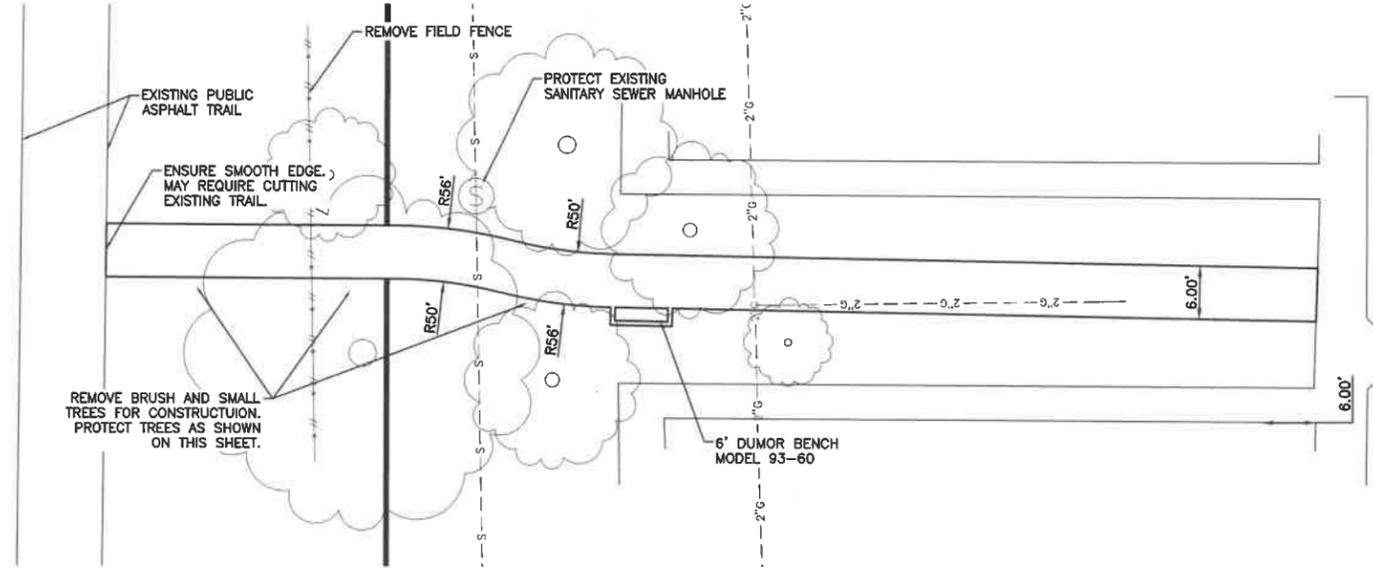 REMOVE FIELD FENCE
EXISTING PUBLIC
ASPHALT TRAIL
PROTECT EXISTING
SANITARY SEWER MANHOLE
ENSURE SMOOTH EDGE.
MAY REQUIRE CUTTING
EXISTING TRAIL.
R56'
R50'
R50'
R56'
6.00'
6.00'
REMOVE BRUSH AND SMALL
TREES FOR CONSTRUCTUION.
PROTECT TREES AS SHOWN
ON THIS SHEET.
6' DUMOR BENCH
MODEL 93-60
S
S
S
S
S
S
S
2"G
2"G
2"G
2"G
2"G
2"G
2"G
2"G
2"G